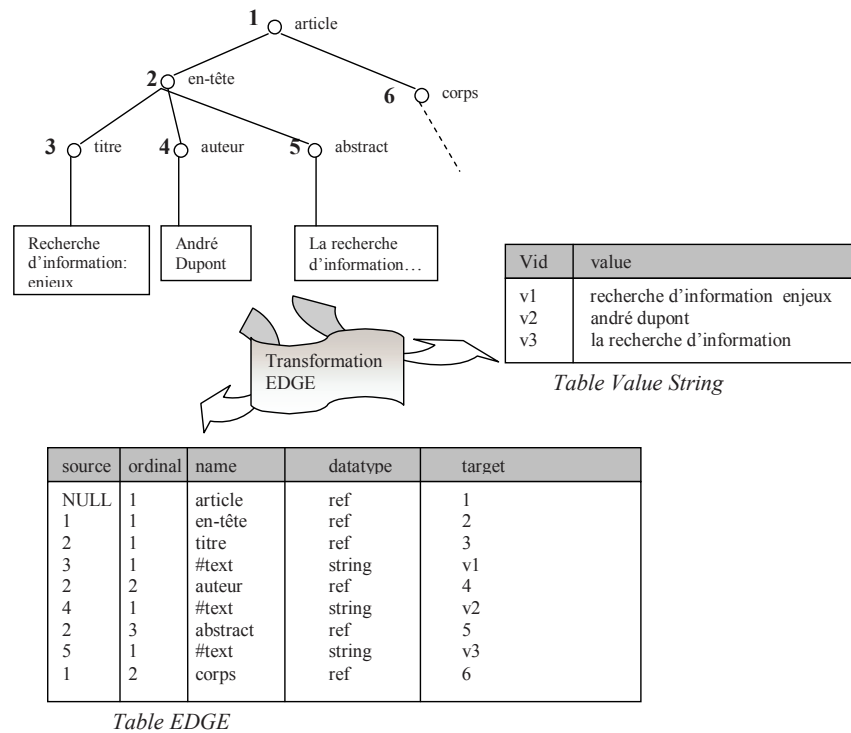 1 article
2 en-tête
6 corps
3 titre
4 auteur
5 abstract
Recherche
d'information:
enjeux
André
Dupont
La recherche
d'information…
Vid value
v1 recherche d'information enjeux
v2 andré dupont
v3 la recherche d'information
Table Value String
Transformation
EDGE
source ordinal name datatype target
NULL 1 article ref 1
1 1 en-tête ref 2
2 1 titre ref 3
3 1 #text string v1
2 2 auteur ref 4
4 1 #text string v2
2 3 abstract ref 5
5 1 #text string v3
1 2 corps ref 6
Table EDGE